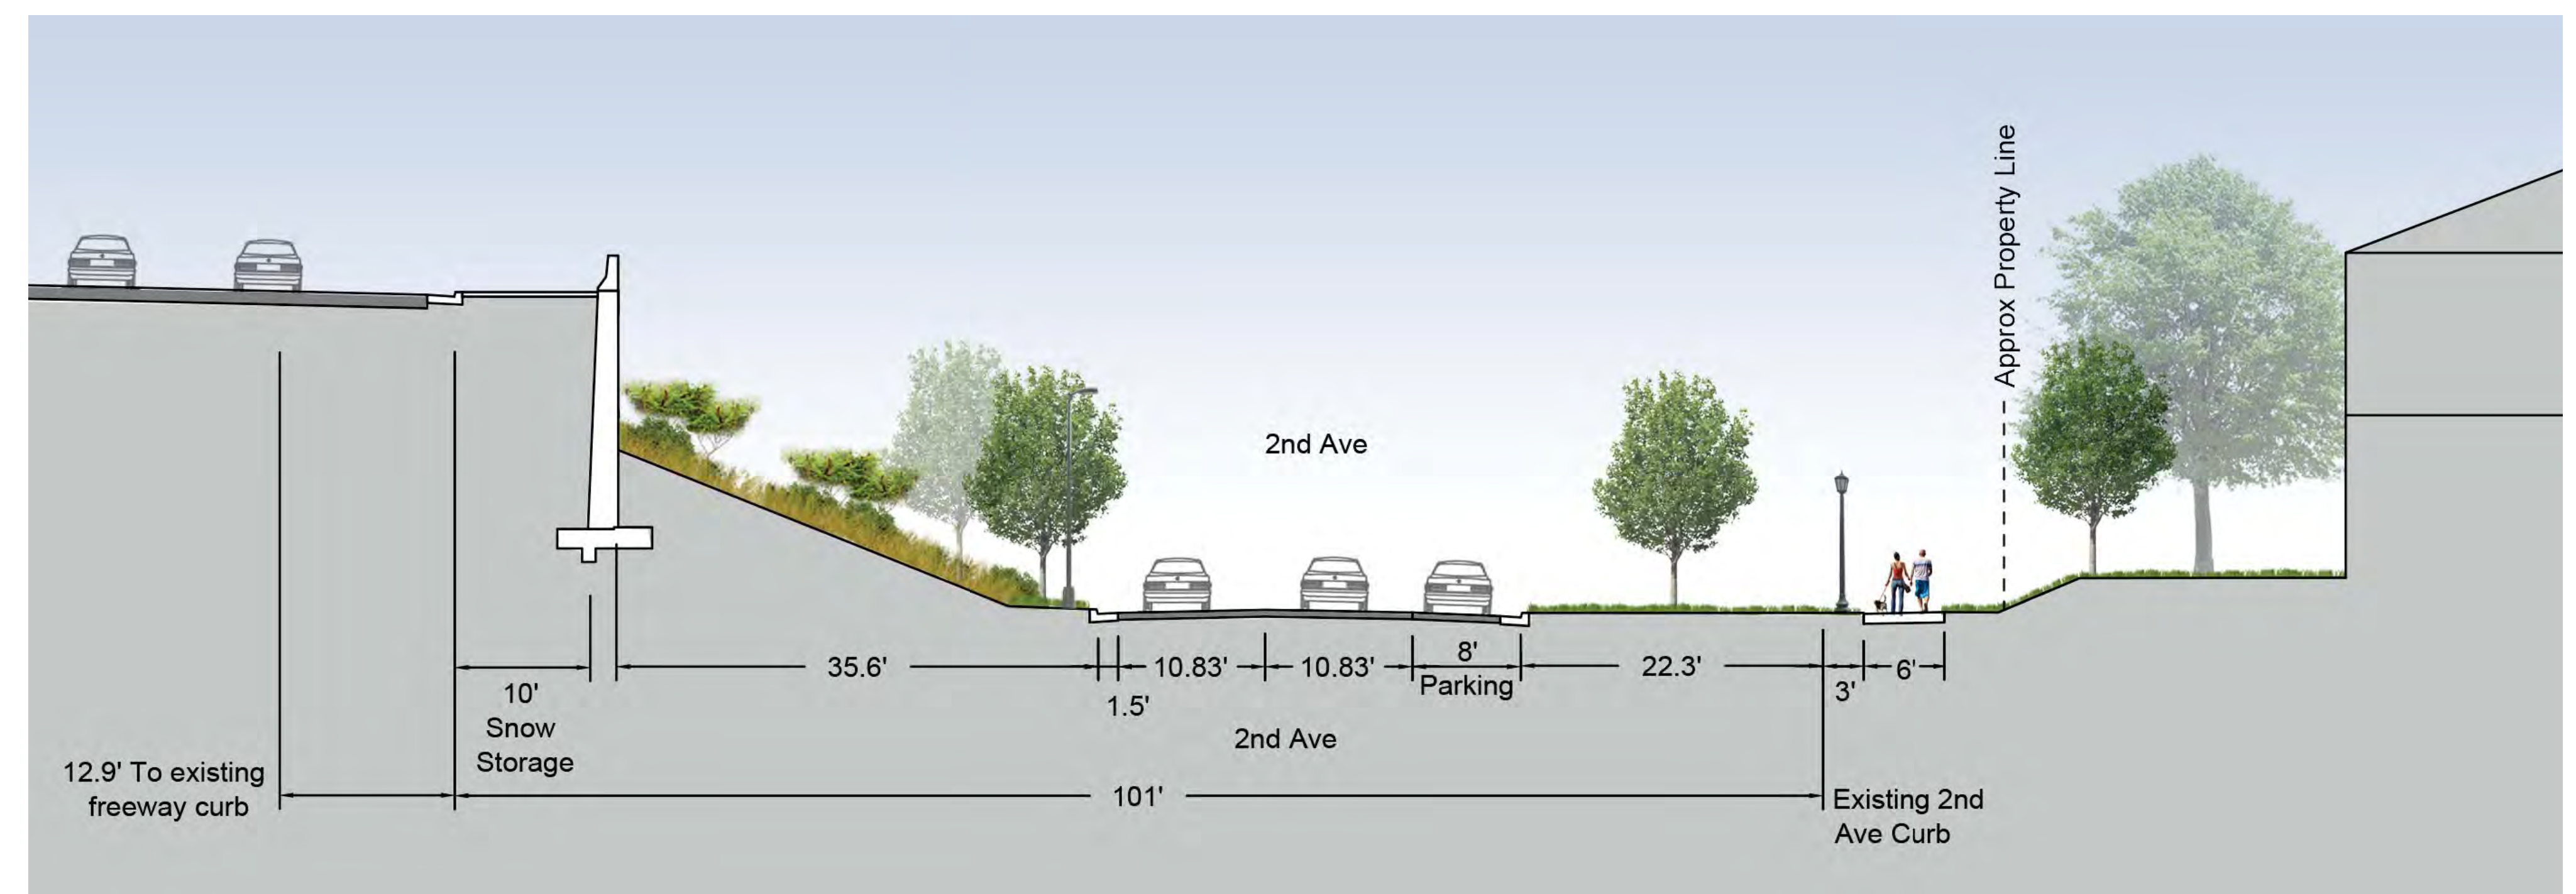 Approx Property Line
2nd Ave
35.6'
10.83'
10.83'
8'
Parking
22.3'
6'
3'
10'
Snow
Storage
1.5'
2nd Ave
12.9' To existing
freeway curb
101'
Existing 2nd
Ave Curb